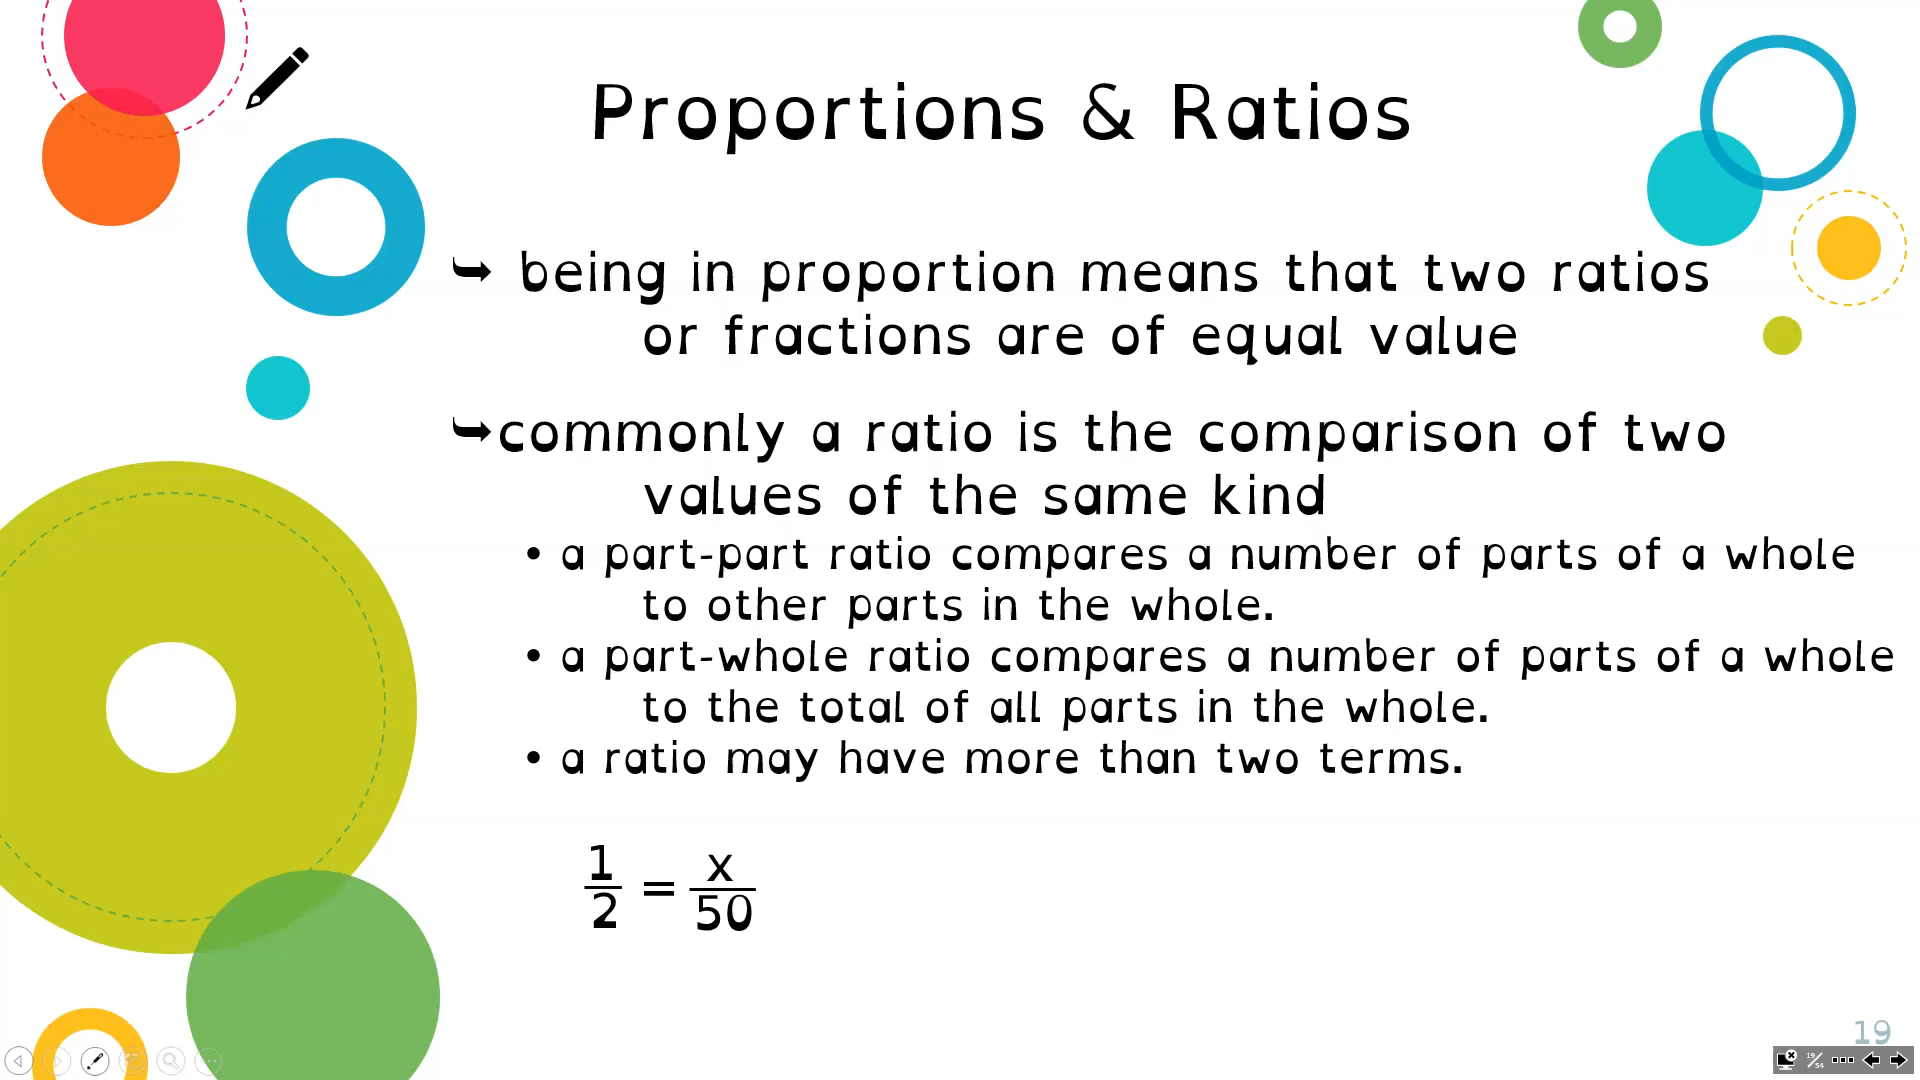 Proportions & Ratios
⮩ being in proportion means that two ratios
or fractions are of equal value
⮩commonly a ratio is the comparison of two
values of the same kind
• a part-part ratio compares a number of parts of a whole
to other parts in the whole.
• a part-whole ratio compares a number of parts of a whole
to the total of all parts in the whole.
• a ratio may have more than two terms.
1/2 = x/50
19
19/54